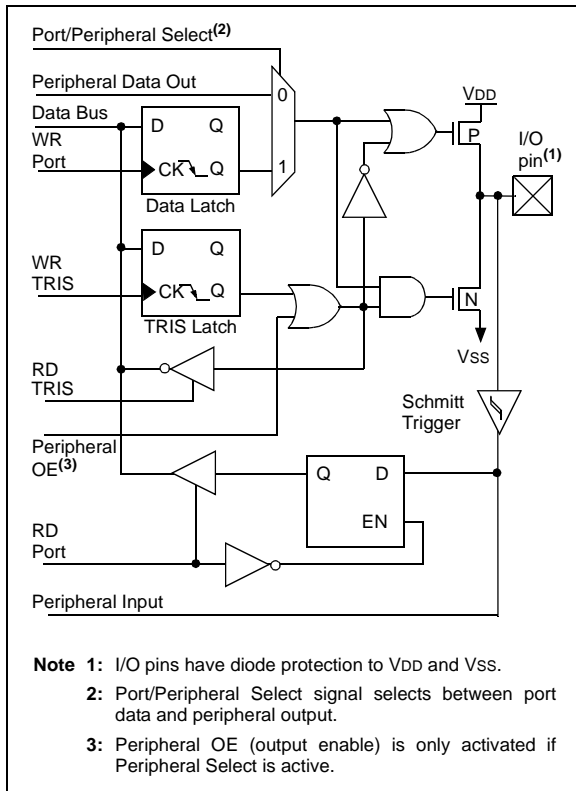 Port/Peripheral Select(2)
Peripheral Data Out
0
VDD
Data Bus
D Q
P
I/O
pin(1)
WR
Port
CK Q
1
Data Latch
D Q
WR
TRIS
CK Q
N
TRIS Latch
VSS
RD
TRIS
Schmitt
Trigger
Peripheral
OE(3)
Q D
EN
RD
Port
Peripheral Input
Note 1: I/O pins have diode protection to VDD and VSS.
2: Port/Peripheral Select signal selects between port
data and peripheral output.
3: Peripheral OE (output enable) is only activated if
Peripheral Select is active.